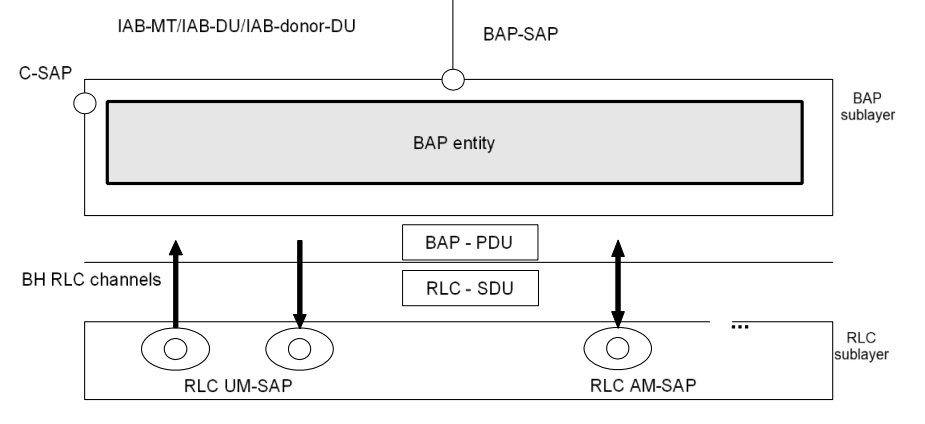 IAB-MT/IAB-DU/IAB-donor-DU
BAP-SAP
C-SAP
BAP
sublayer
BAP entity
BAP - PDU
BH RLC channels
RLC - SDU
...
RLC
sublayer
RLC UM-SAP
RLC AM-SAP